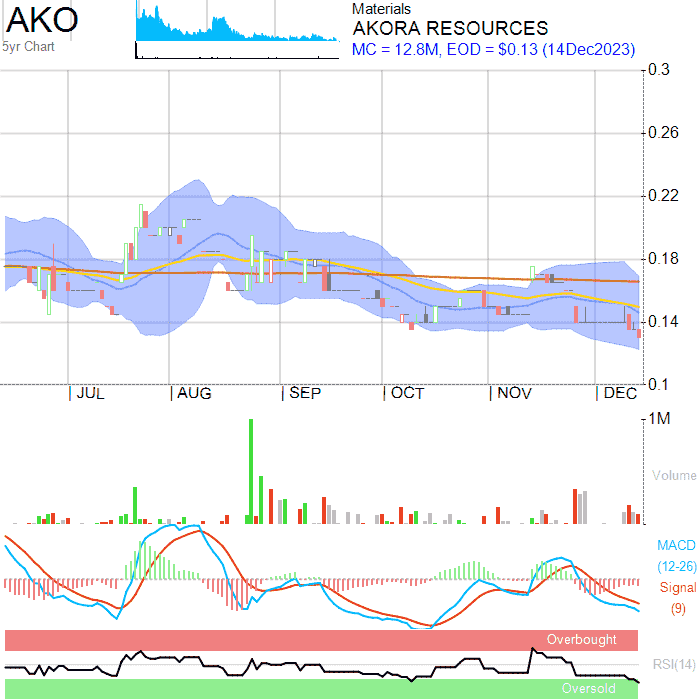 AKO
5yr Chart
Materials
AKORA RESOURCES
MC = 12.8M, EOD = $0.13 (14Dec2023)
0.3
0.26
0.22
0.18
0.14
0.1
JUL AUG SEP OCT NOV DEC
1M
Volume
MACD
(12-26)
Signal
(9)
Overbought
RSI(14)
Oversold